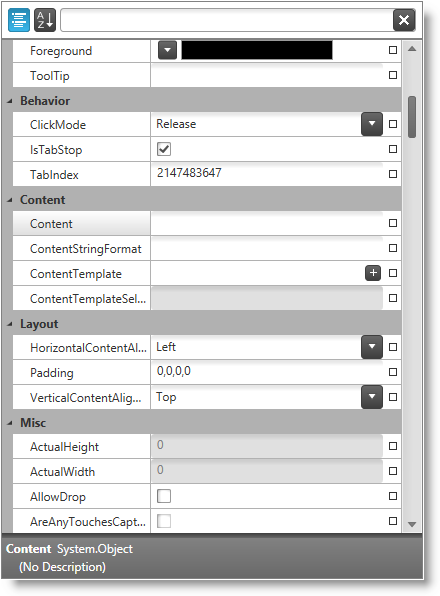 A
Z
Foreground
ToolTip
Behavior
ClickMode Release
IsTabStop
TabIndex 2147483647
Content
Content
ContentStringFormat
ContentTemplate
ContentTemplateSel...
Layout
HorizontalContentAl... Left
Padding 0,0,0,0
VerticalContentAlig... Top
Misc
ActualHeight 0
ActualWidth 0
AllowDrop
AreAnyTouchesCapt...
Content System.Object
(No Description)